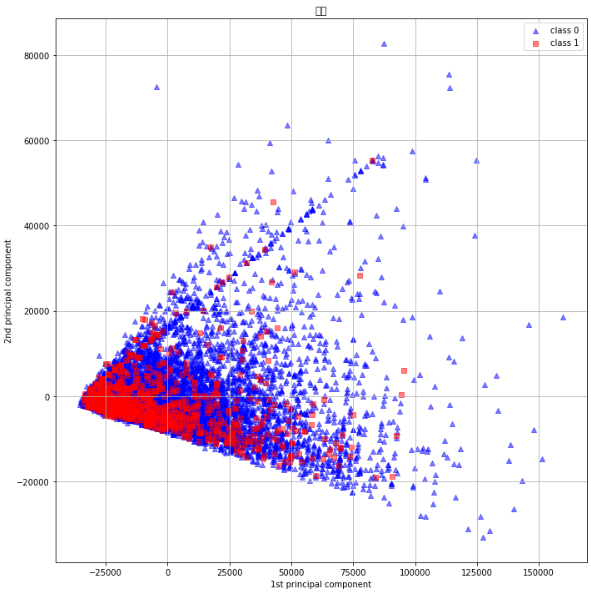 class 0
class 1
80000
60000
40000
20000
0
−20000
2nd principal component
−25000 0 25000 50000 75000 100000 125000 150000
1st principal component